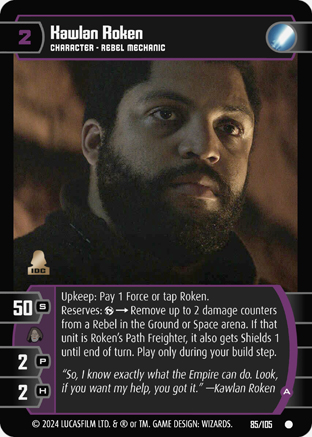 2
Kawlan Roken
CHARACTER • REBEL MECHANIC
IDC
50 S
2 P
2 H
Upkeep: Pay 1 Force or tap Roken.
Reserves: → Remove up to 2 damage counters
from a Rebel in the Ground or Space arena. If that
unit is Roken's Path Freighter, it also gets Shields 1
until end of turn. Play only during your build step.
“So, I know exactly what the Empire can do. Look,
if you want my help, you got it.” —Kawlan Roken
A
© 2024 LUCASFILM LTD. & ® or TM. GAME DESIGN: WIZARDS.
85/105